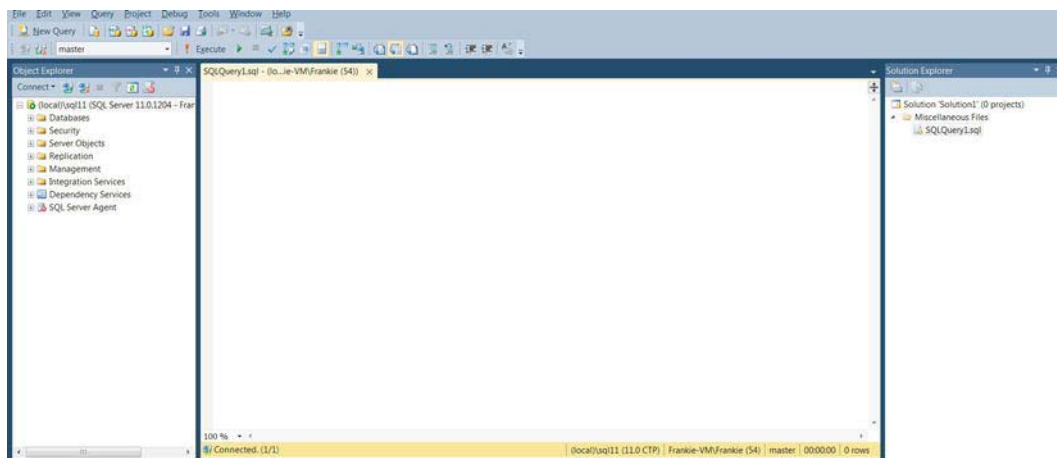 File Edit View Query Project Debug Tools Window Help
New Query
master Execute
Object Explorer
SQLQuery1.sql - (lo...ie-VM\Frankie (54)) ×
Solution Explorer
Connect
(local)\sql11 (SQL Server 11.0.1204 - Fran
Databases
Security
Server Objects
Replication
Management
Integration Services
Dependency Services
SQL Server Agent
Solution 'Solution1' (0 projects)
Miscellaneous Files
SQLQuery1.sql
100 %
Connected. (1/1)
(local)\sql11 (11.0 CTP) Frankie-VM\Frankie (54) master 00:00:00 0 rows